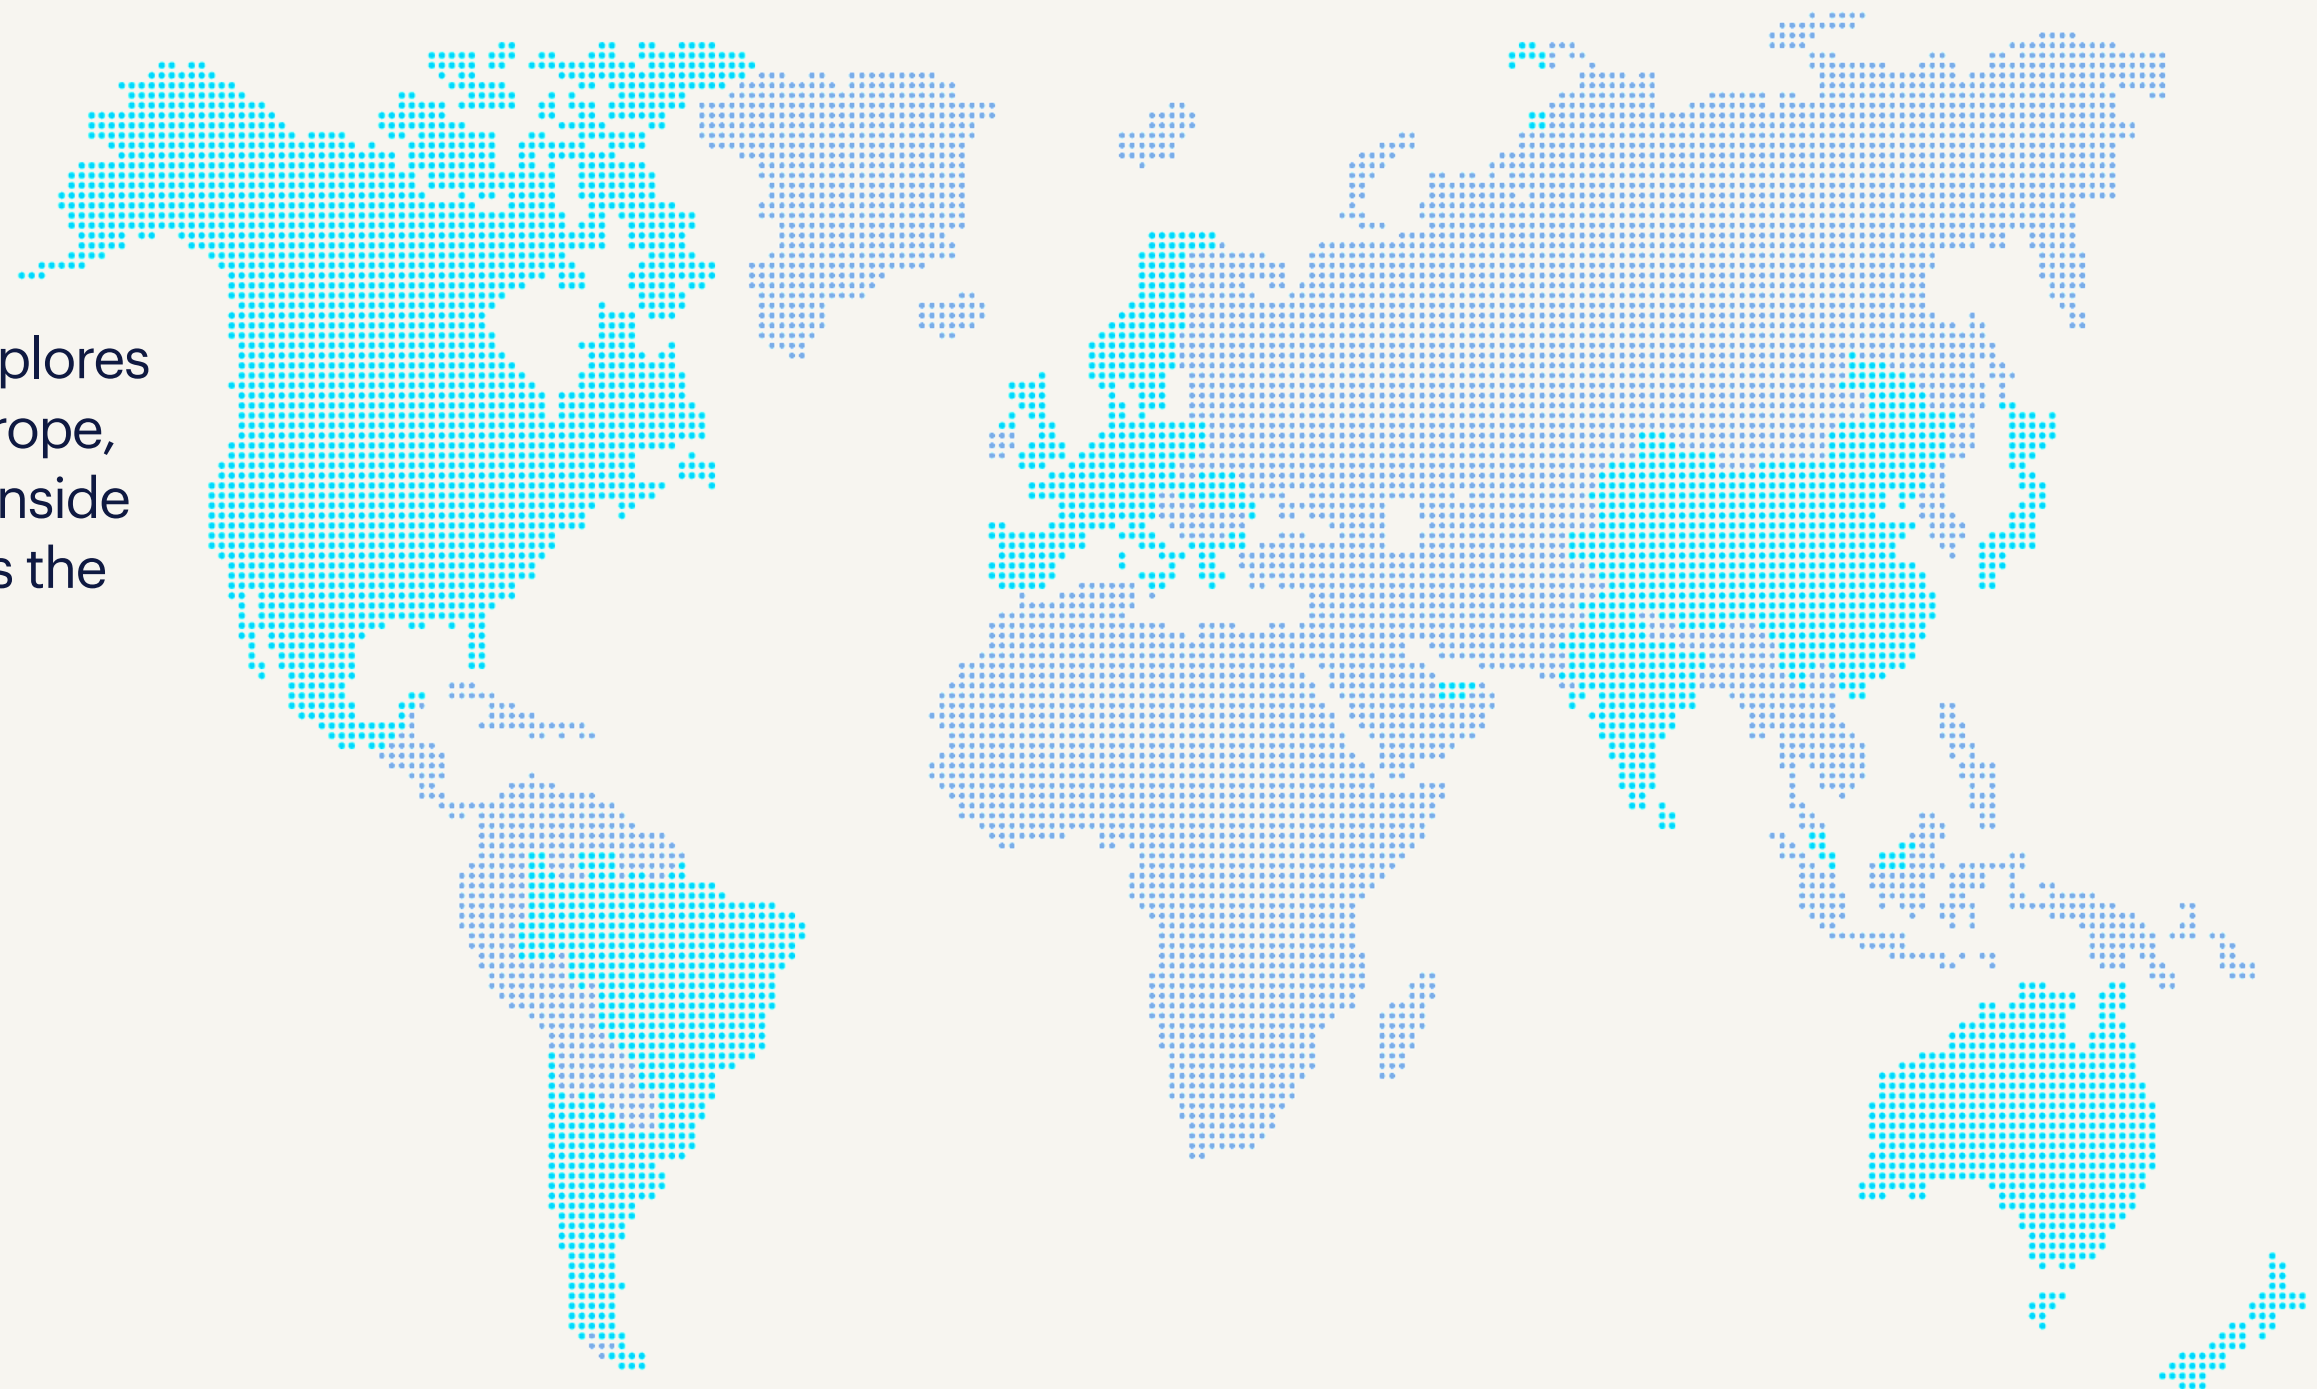 plores
rope,
nside
s the